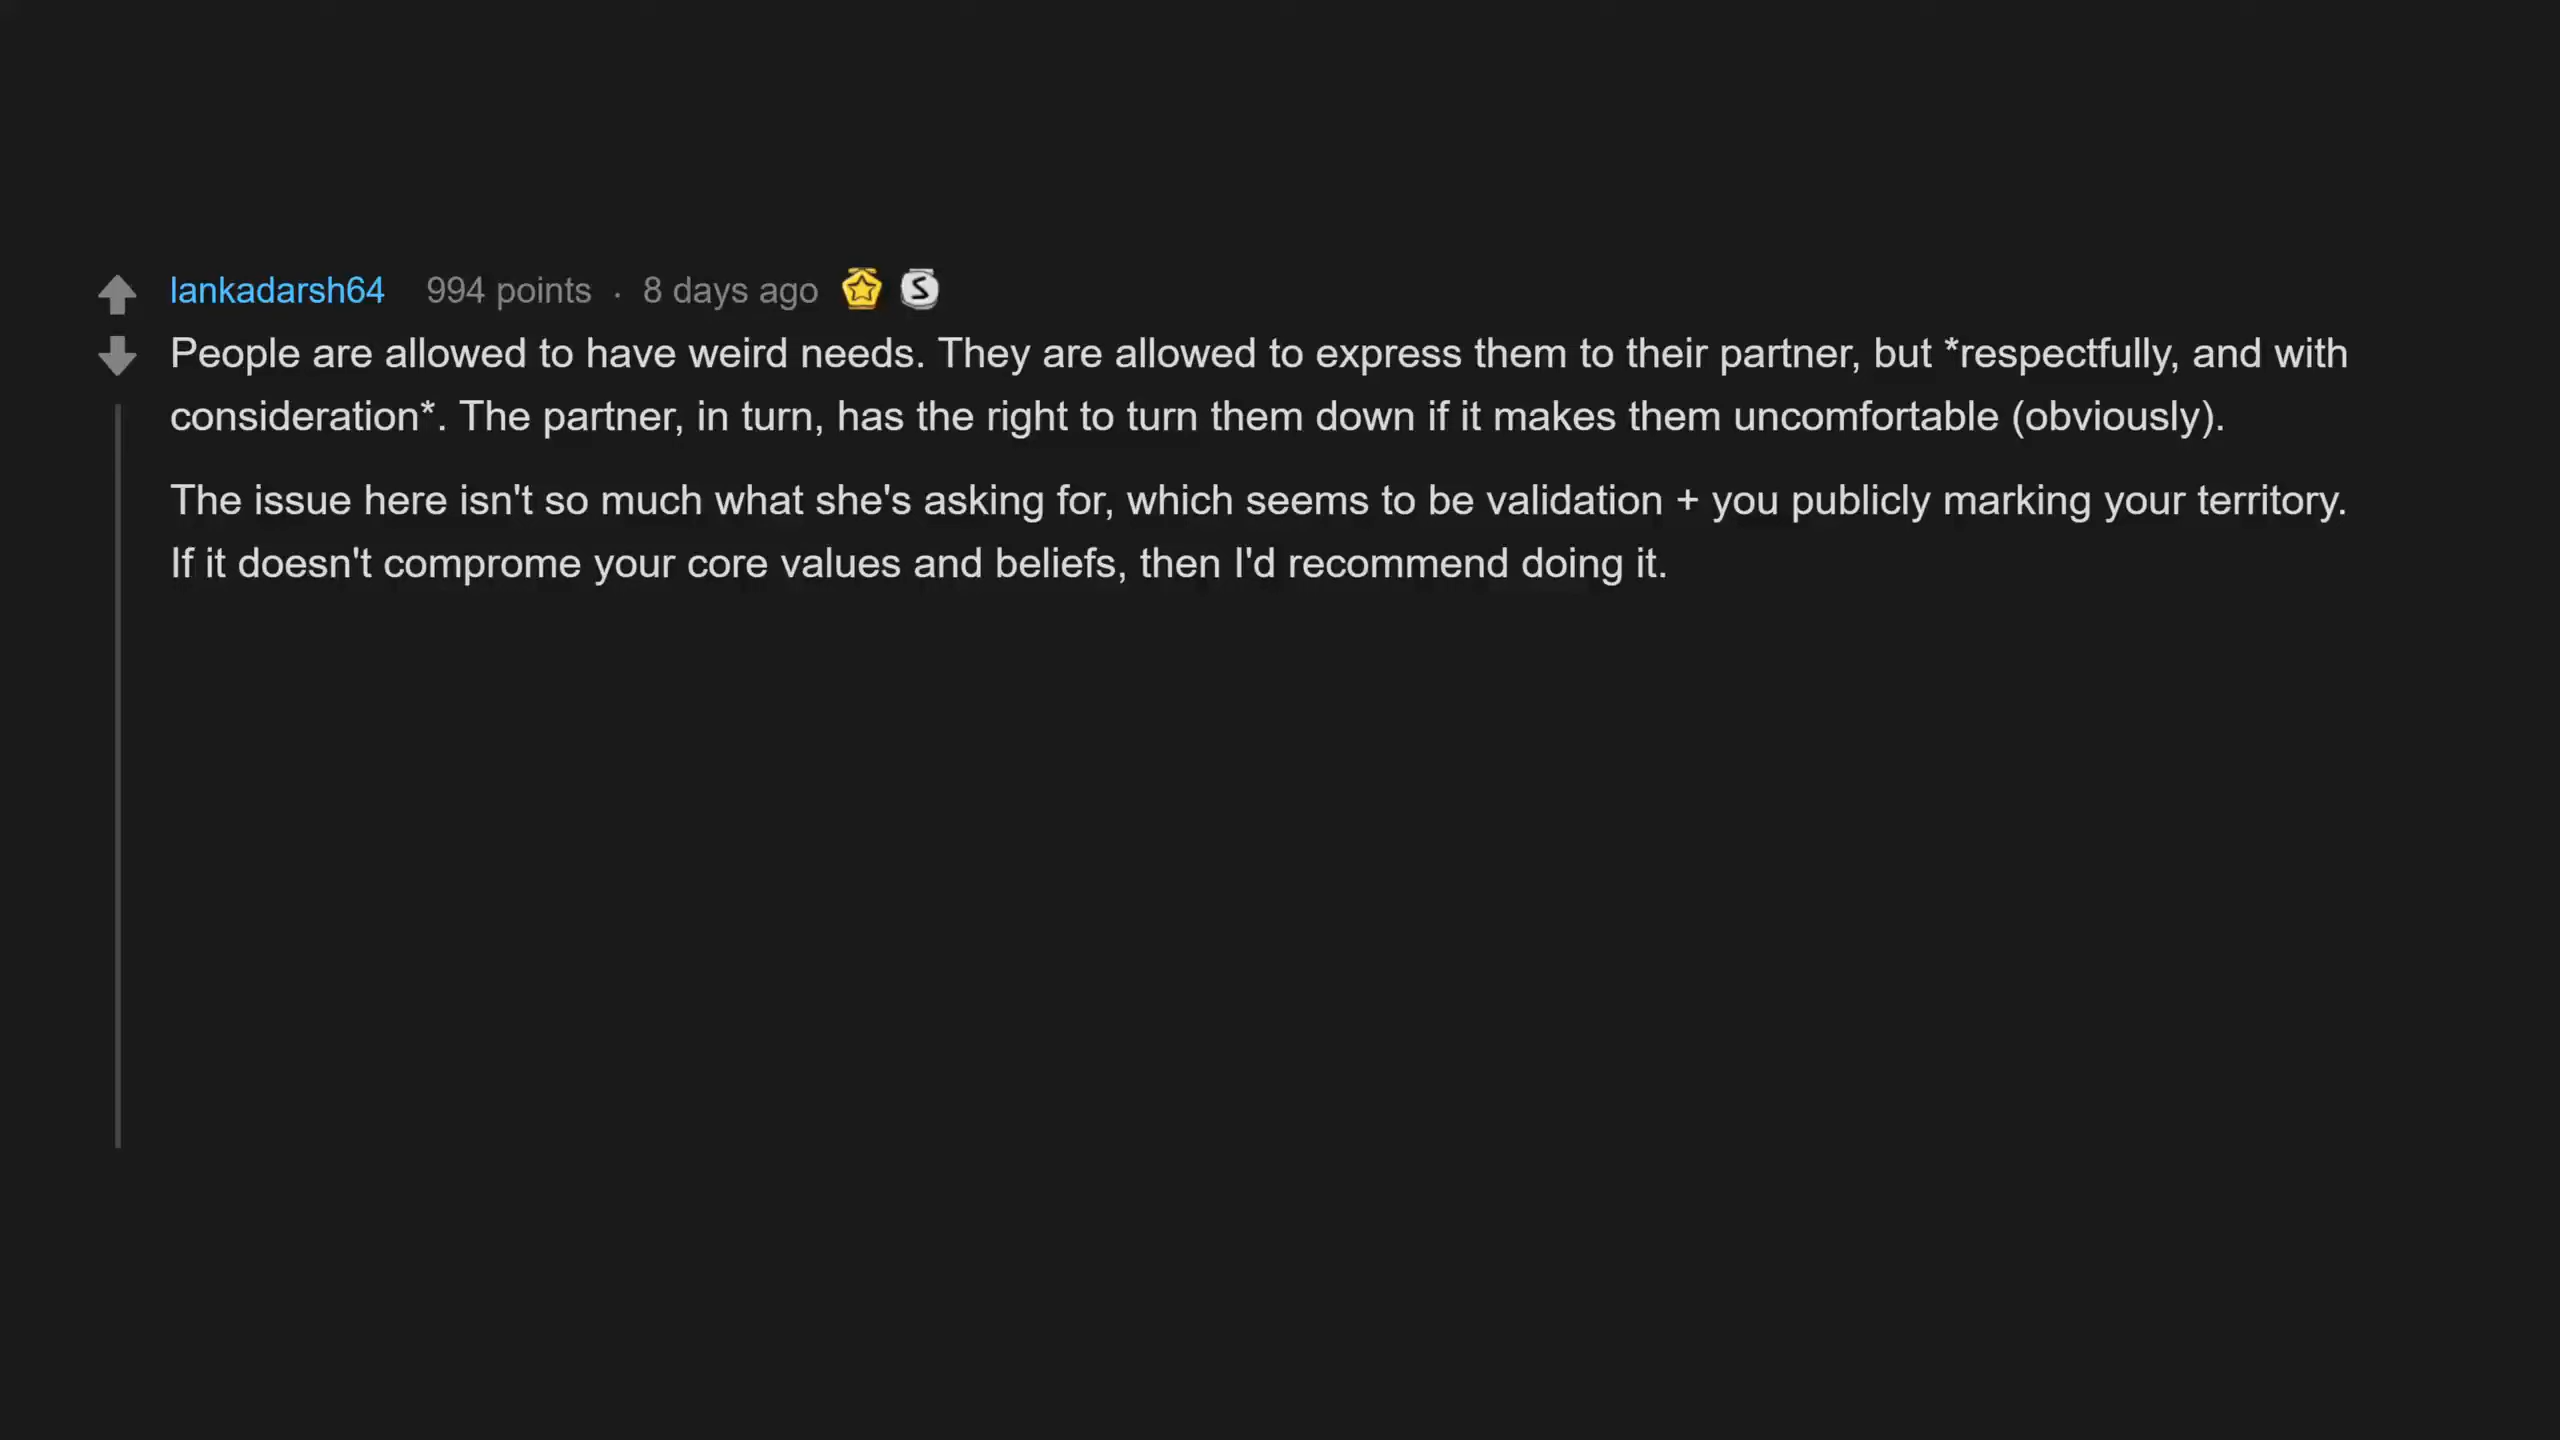 lankadarsh64 994 points · 8 days ago S
People are allowed to have weird needs. They are allowed to express them to their partner, but *respectfully, and with
consideration*. The partner, in turn, has the right to turn them down if it makes them uncomfortable (obviously).
The issue here isn't so much what she's asking for, which seems to be validation + you publicly marking your territory.
If it doesn't comprome your core values and beliefs, then I'd recommend doing it.